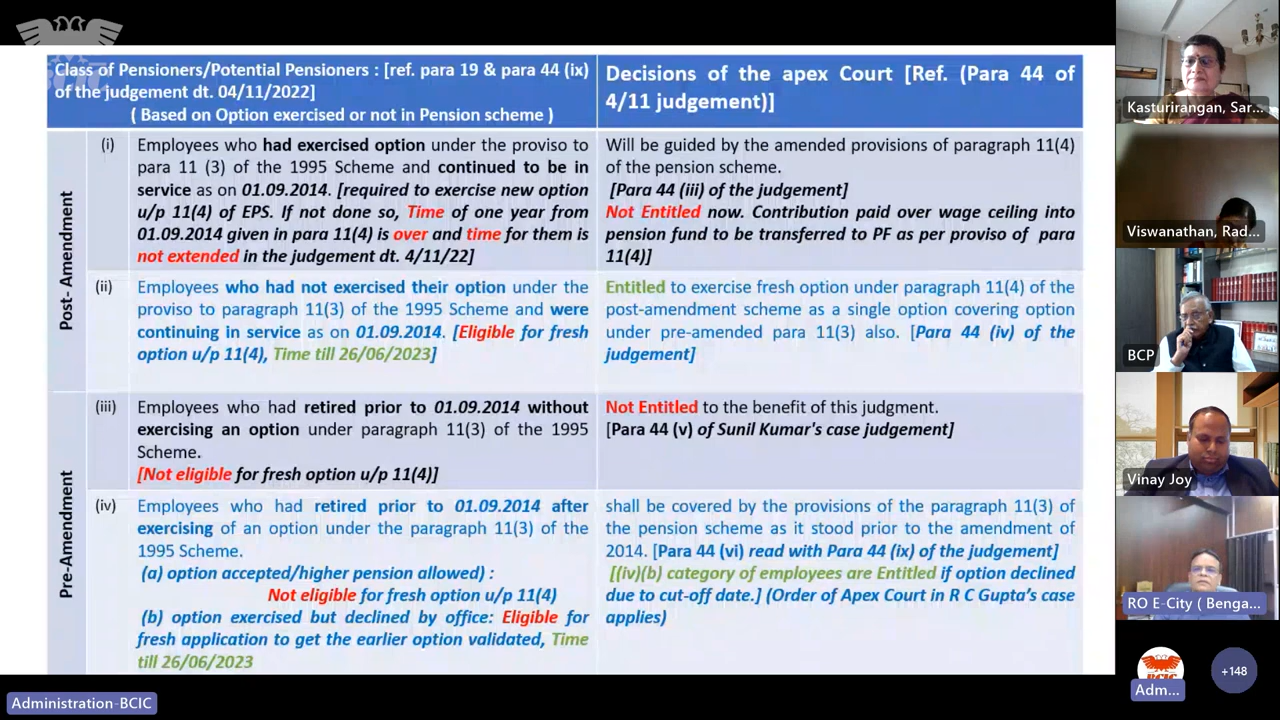 Class of Pensioners/Potential Pensioners : [ref. para 19 & para 44 (ix)
of the judgement dt. 04/11/2022]
( Based on Option exercised or not in Pension scheme )
Decisions of the apex Court [Ref. (Para 44 of
4/11 judgement)]
Post- Amendment
(i)
Employees who had exercised option under the proviso to
para 11 (3) of the 1995 Scheme and continued to be in
service as on 01.09.2014. [required to exercise new option
u/p 11(4) of EPS. If not done so, Time of one year from
01.09.2014 given in para 11(4) is over and time for them is
not extended in the judgement dt. 4/11/22]
Will be guided by the amended provisions of paragraph 11(4)
of the pension scheme.
[Para 44 (iii) of the judgement]
Not Entitled now. Contribution paid over wage ceiling into
pension fund to be transferred to PF as per proviso of para
11(4)]
(ii)
Employees who had not exercised their option under the
proviso to paragraph 11(3) of the 1995 Scheme and were
continuing in service as on 01.09.2014. [Eligible for fresh
option u/p 11(4), Time till 26/06/2023]
Entitled to exercise fresh option under paragraph 11(4) of the
post-amendment scheme as a single option covering option
under pre-amended para 11(3) also. [Para 44 (iv) of the
judgement]
Pre-Amendment
(iii)
Employees who had retired prior to 01.09.2014 without
exercising an option under paragraph 11(3) of the 1995
Scheme.
[Not eligible for fresh option u/p 11(4)]
Not Entitled to the benefit of this judgment.
[Para 44 (v) of Sunil Kumar's case judgement]
(iv)
Employees who had retired prior to 01.09.2014 after
exercising of an option under the paragraph 11(3) of the
1995 Scheme.
(a) option accepted/higher pension allowed) :
Not eligible for fresh option u/p 11(4)
(b) option exercised but declined by office: Eligible for
fresh application to get the earlier option validated, Time
till 26/06/2023
shall be covered by the provisions of the paragraph 11(3) of
the pension scheme as it stood prior to the amendment of
2014. [Para 44 (vi) read with Para 44 (ix) of the judgement]
[(iv)(b) category of employees are Entitled if option declined
due to cut-off date.] (Order of Apex Court in R C Gupta's case
applies)
Kasturirangan, Sar...
Viswanathan, Rad...
BCP
Vinay Joy
RO E-City ( Benga...
Adm...
+148
Administration-BCIC